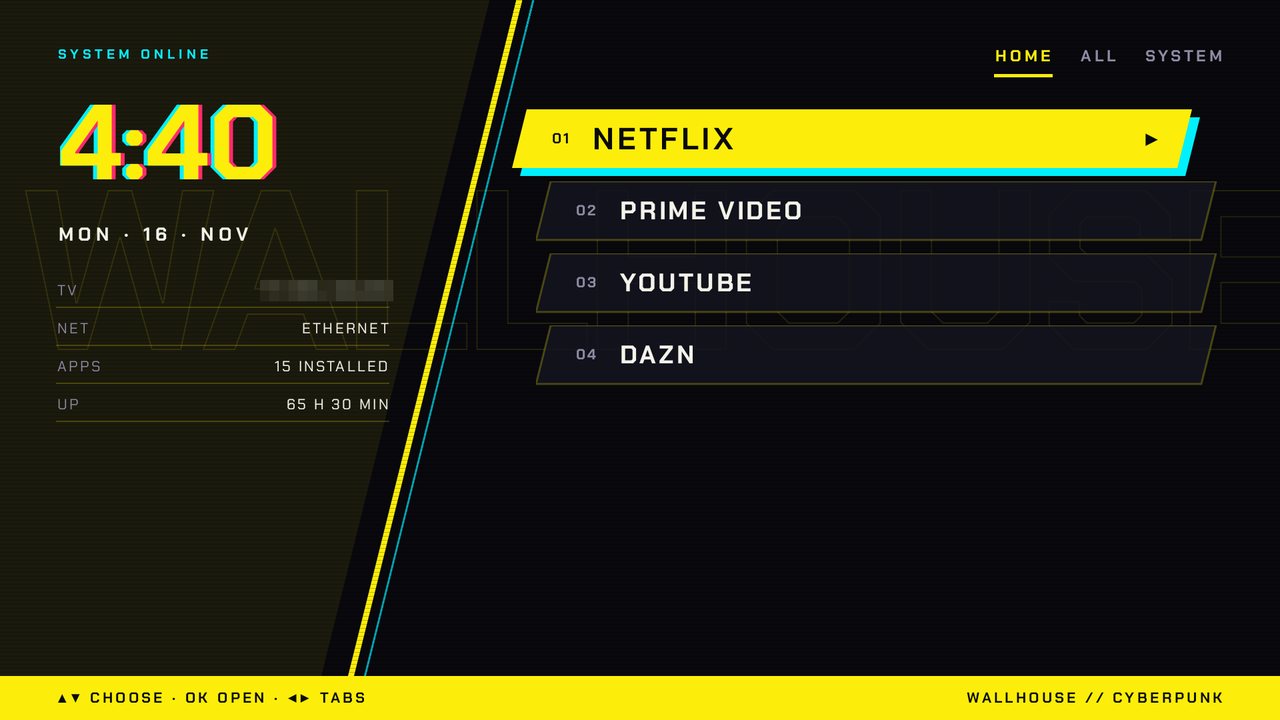 SYSTEM ONLINE
4:40
MON · 16 · NOV
TV
NET ETHERNET
APPS 15 INSTALLED
UP 65 H 30 MIN
HOME ALL SYSTEM
01 NETFLIX ▶
02 PRIME VIDEO
03 YOUTUBE
04 DAZN
WALLHOUSE
▲▼ CHOOSE · OK OPEN · ◄► TABS
WALLHOUSE // CYBERPUNK